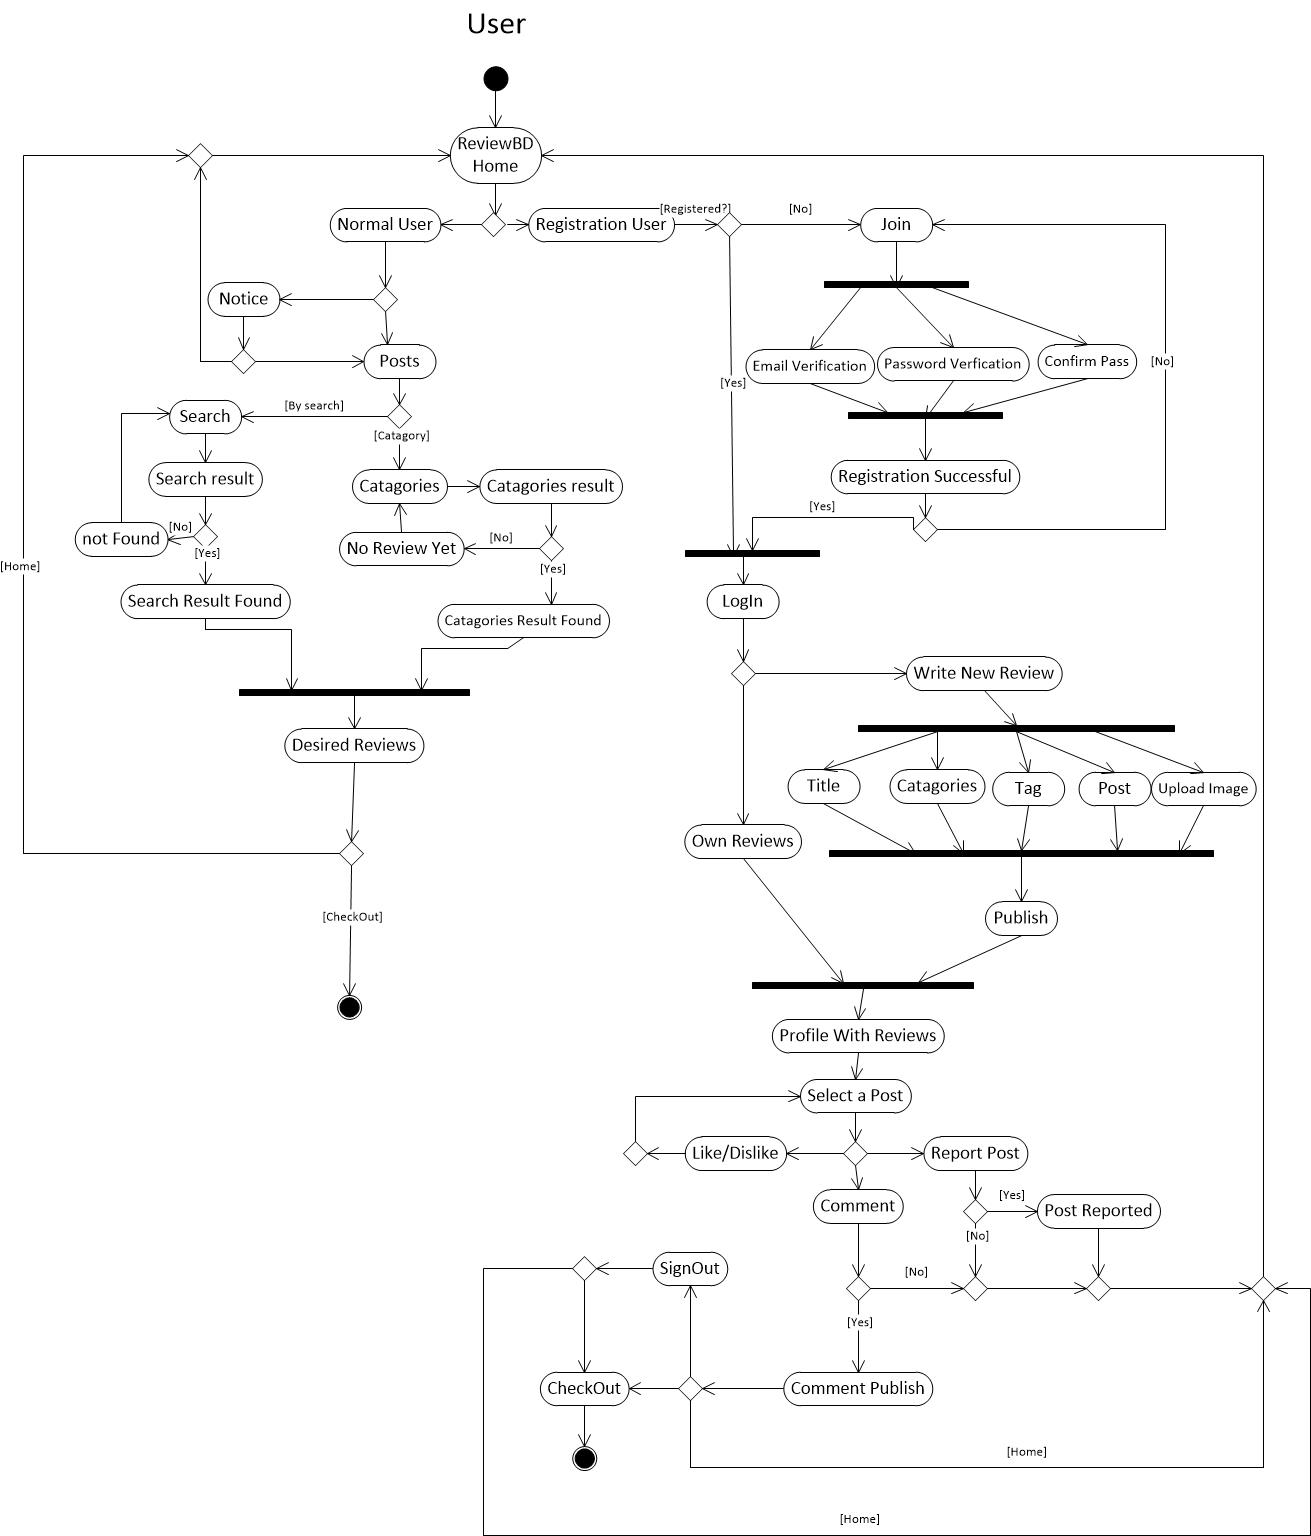 User
ReviewBD
Home
Normal User
Registration User
[Registered?]
[No]
Join
Notice
Posts
Email Verification
Password Verfication
Confirm Pass
[No]
[Yes]
Search
[By search]
[Catagory]
Search result
Catagories
Catagories result
Registration Successful
[Yes]
not Found
[No]
[Yes]
No Review Yet
[No]
[Yes]
[Home]
Search Result Found
Catagories Result Found
LogIn
Write New Review
Desired Reviews
Title
Catagories
Tag
Post
Upload Image
Own Reviews
[CheckOut]
Publish
Profile With Reviews
Select a Post
Like/Dislike
Report Post
Comment
[Yes]
Post Reported
[No]
SignOut
[No]
[Yes]
CheckOut
Comment Publish
[Home]
[Home]